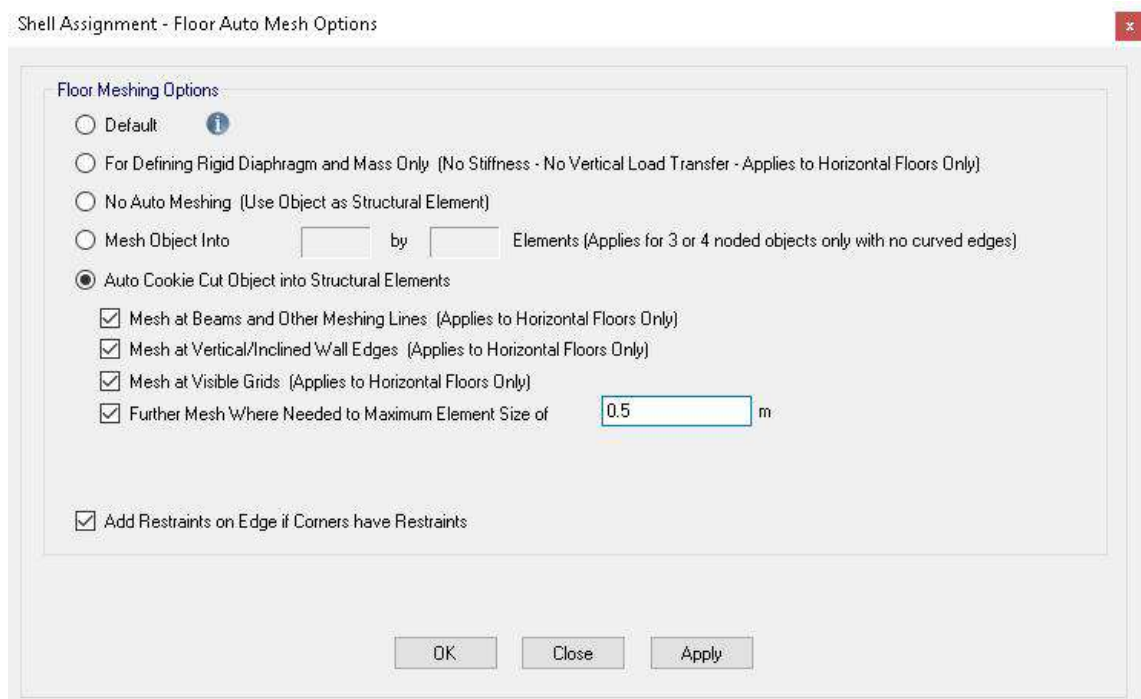 Shell Assignment - Floor Auto Mesh Options
x
Floor Meshing Options
Default i
For Defining Rigid Diaphragm and Mass Only (No Stiffness - No Vertical Load Transfer - Applies to Horizontal Floors Only)
No Auto Meshing (Use Object as Structural Element)
Mesh Object Into by Elements (Applies for 3 or 4 noded objects only with no curved edges)
Auto Cookie Cut Object into Structural Elements
Mesh at Beams and Other Meshing Lines (Applies to Horizontal Floors Only)
Mesh at Vertical/Inclined Wall Edges (Applies to Horizontal Floors Only)
Mesh at Visible Grids (Applies to Horizontal Floors Only)
Further Mesh Where Needed to Maximum Element Size of 0.5 m
Add Restraints on Edge if Corners have Restraints
OK Close Apply